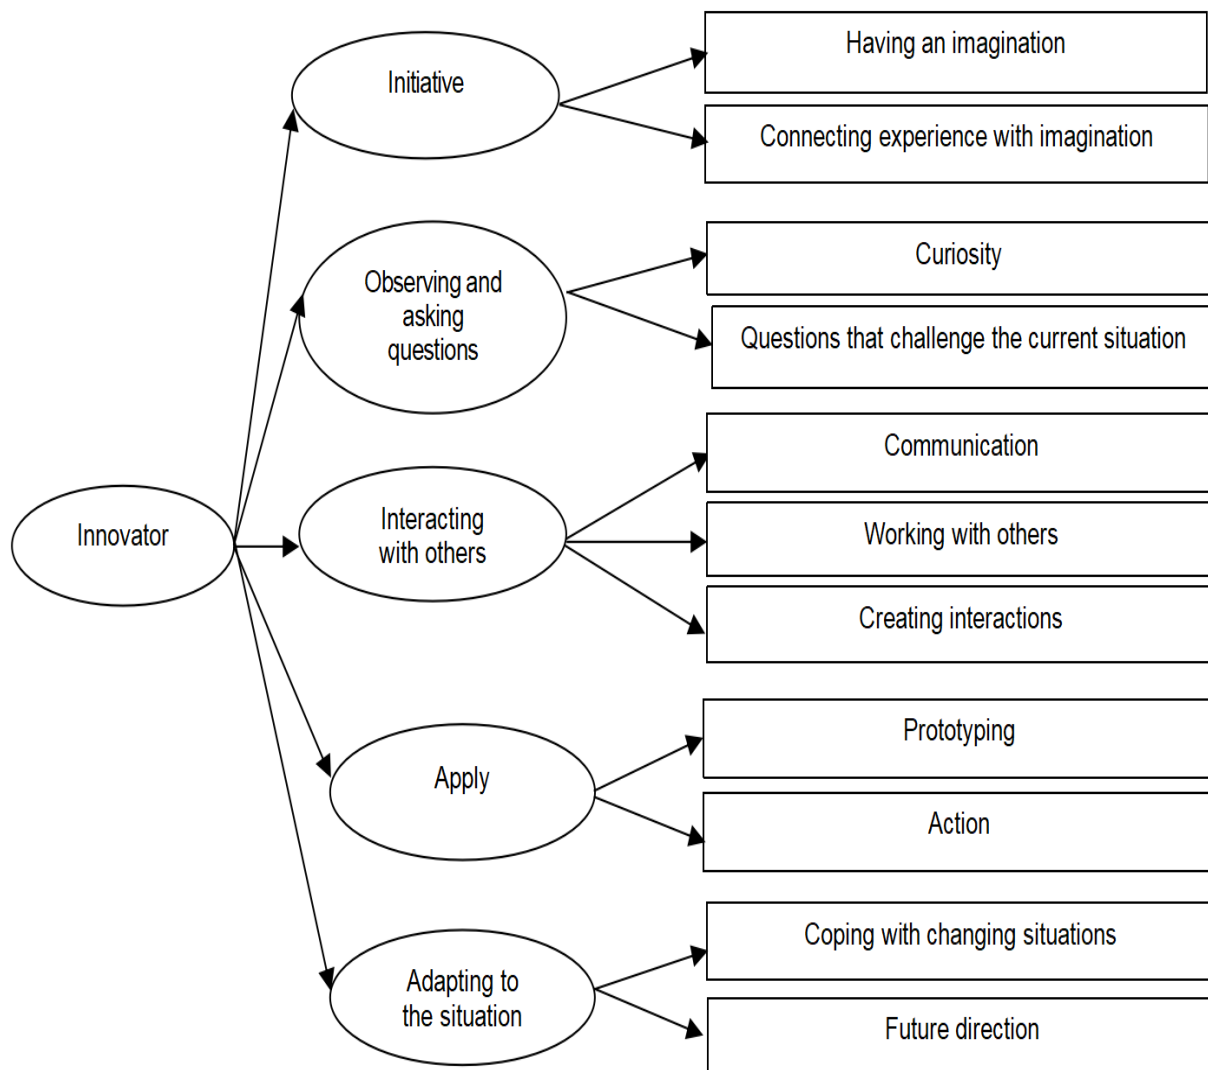 Initiative
Having an imagination
Connecting experience with imagination
Observing and
asking
questions
Curiosity
Questions that challenge the current situation
Innovator
Interacting
with others
Communication
Working with others
Creating interactions
Apply
Prototyping
Action
Adapting to
the situation
Coping with changing situations
Future direction